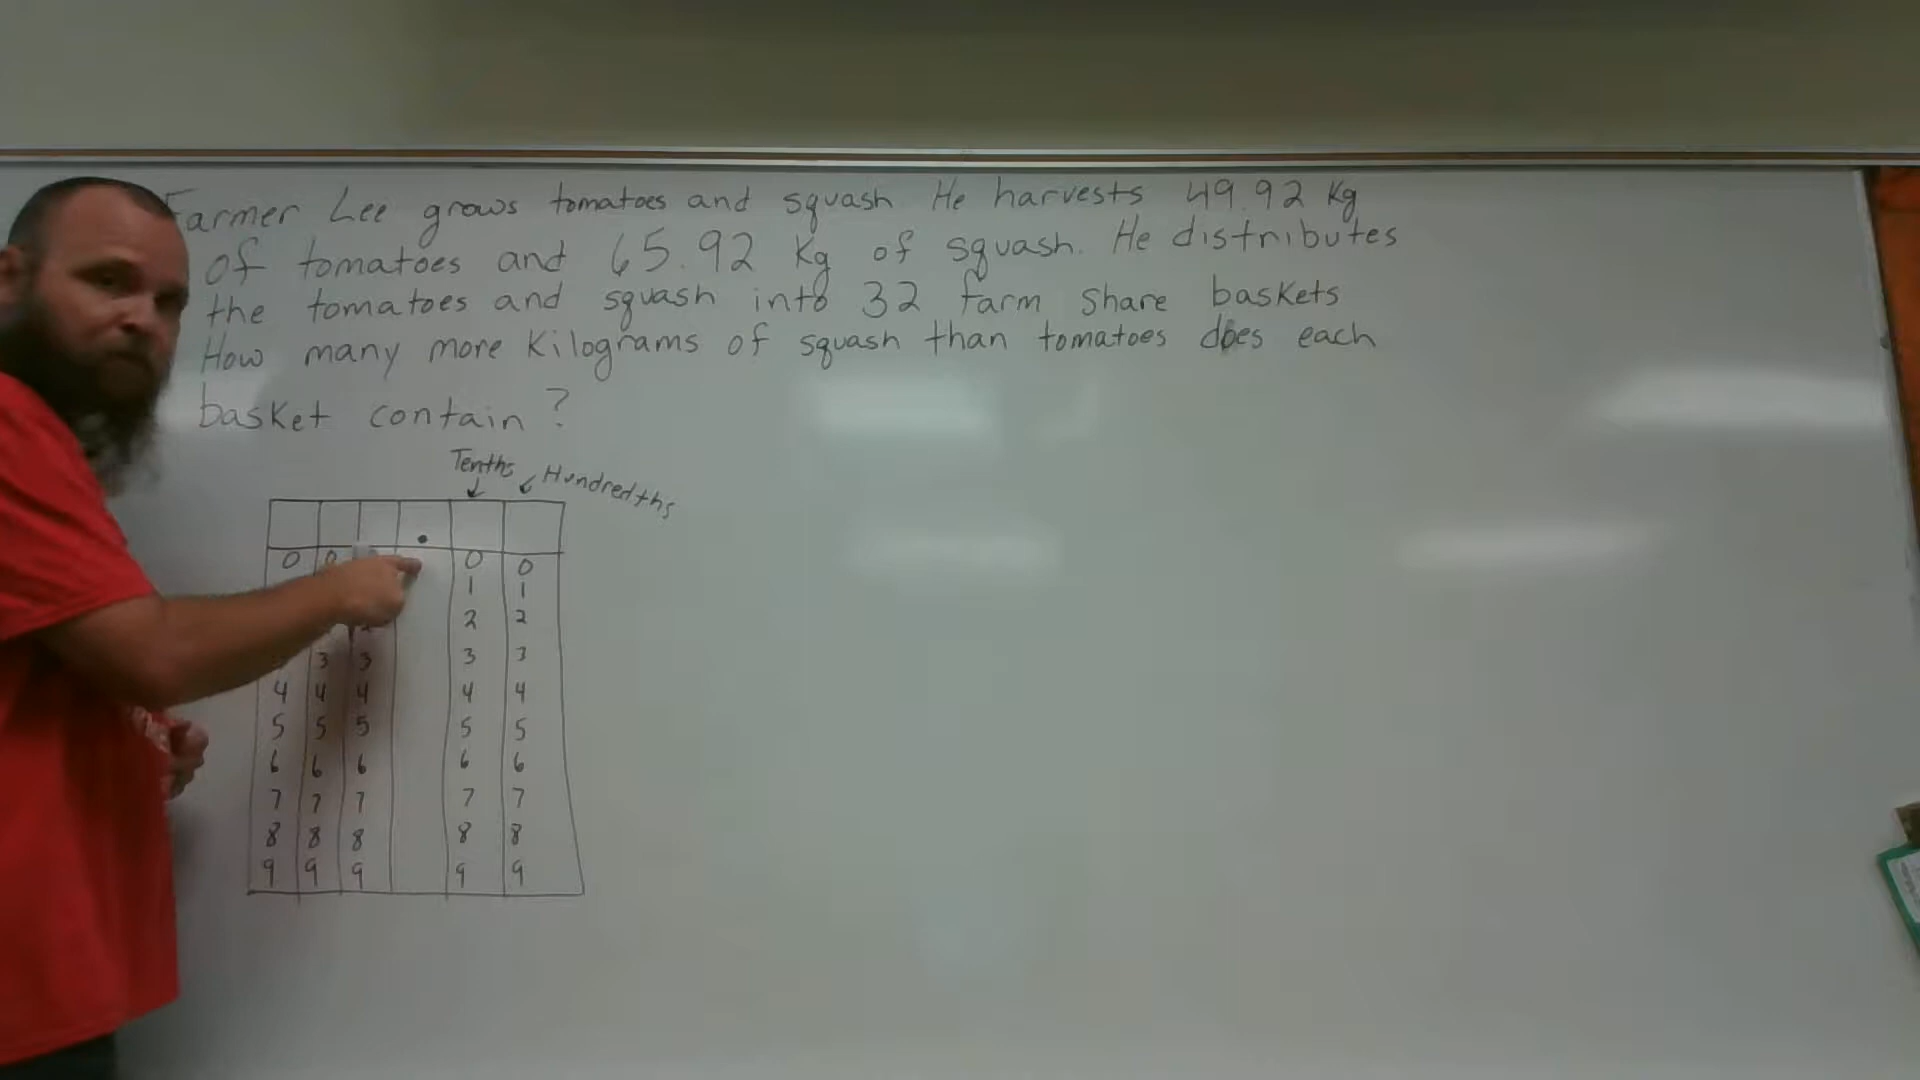 Farmer Lee grows tomatoes and squash He harvests 49.92 Kg
of tomatoes and 65.92 Kg of squash. He distributes
the tomatoes and squash into 32 farm share baskets
How many more Kilograms of squash than tomatoes does each
basket contain ?
Tenths Hundredths
.
0 0 0 0
1 1
2 2 2
3 3 3 3
4 4 4 4 4
5 5 5 5 5
6 6 6 6 6
7 7 7 7 7
8 8 8 8 8
9 9 9 9 9